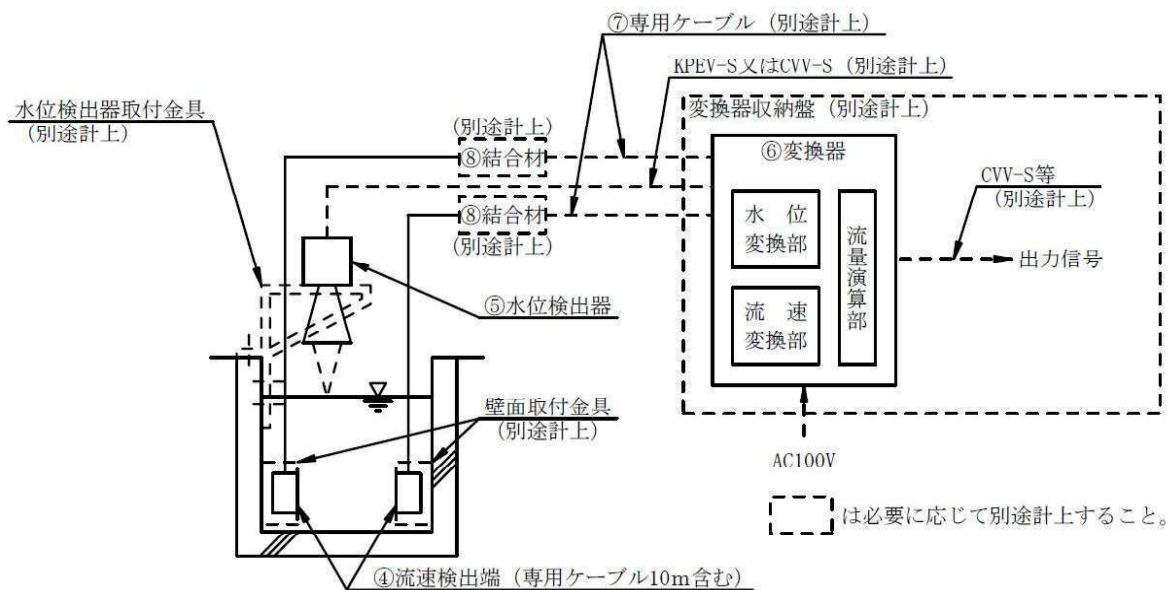 ⑦専用ケーブル（別途計上）
KPEV-S又はCVV-S（別途計上）
水位検出器取付金具
（別途計上）
変換器収納盤（別途計上）
（別途計上）
⑧結合材
⑥変換器
CVV-S等
（別途計上）
⑧結合材
（別途計上）
水　位
変換部
流量演算部
出力信号
⑤水位検出器
流　速
変換部
壁面取付金具
（別途計上）
AC100V
は必要に応じて別途計上すること。
④流速検出端（専用ケーブル10m含む）